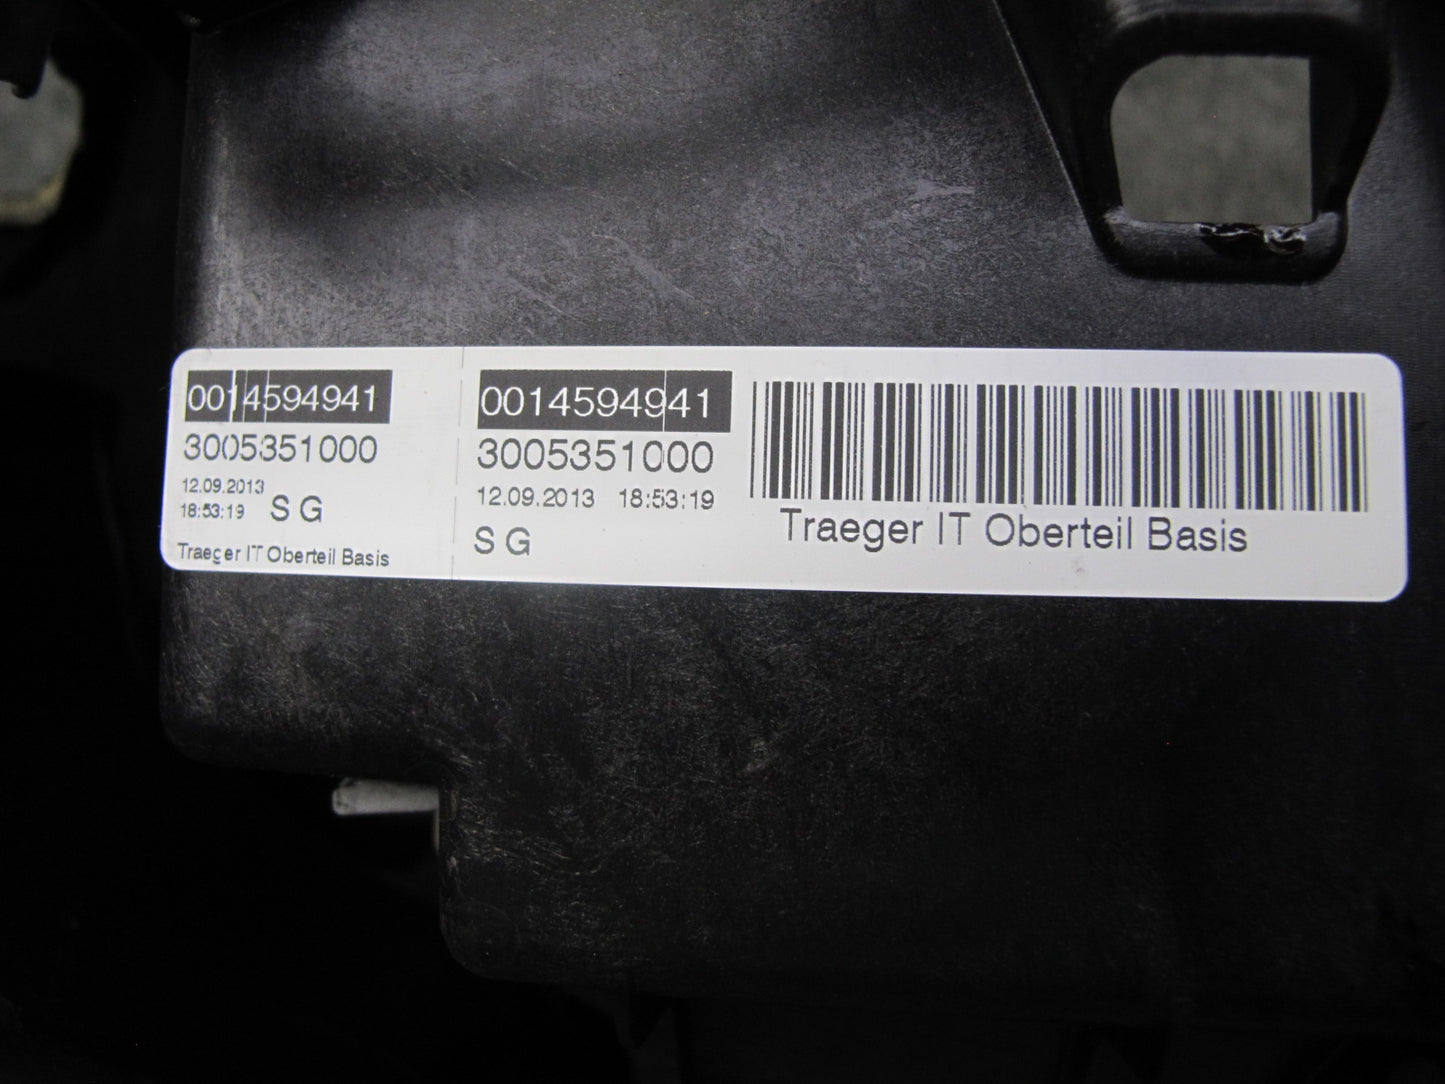 0014594941
3005351000
12.09.2013
18:53:19 S G
Traeger IT Oberteil Basis
0014594941
3005351000
12.09.2013 18:53:19
S G
Traeger IT Oberteil Basis